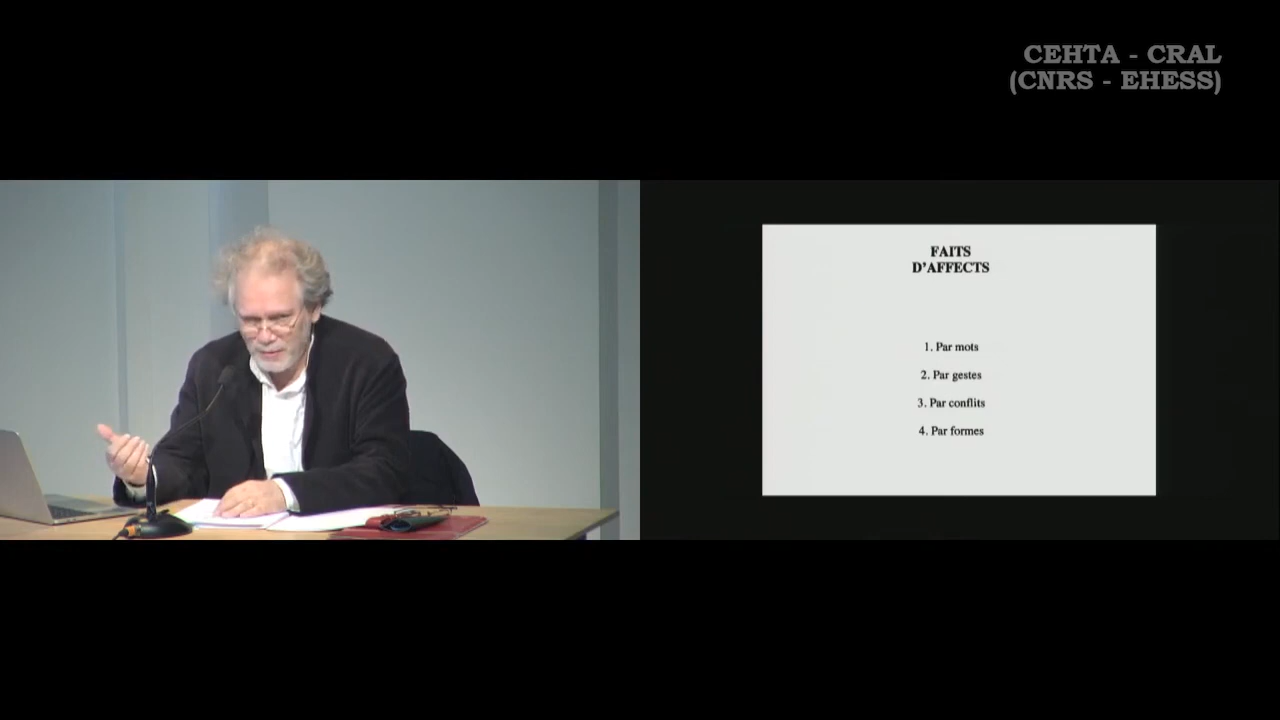 CEHTA - CRAL
(CNRS - EHESS)
FAITS
D'AFFECTS
1. Par mots
2. Par gestes
3. Par conflits
4. Par formes